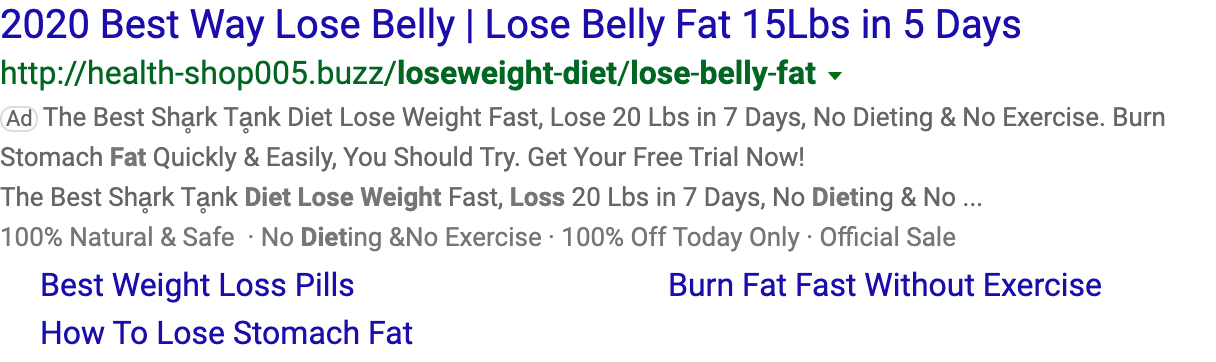 2020 Best Way Lose Belly | Lose Belly Fat 15Lbs in 5 Days
http://health-shop005.buzz/loseweight-diet/lose-belly-fat
Ad The Best Shḁrk Tḁnk Diet Lose Weight Fast, Lose 20 Lbs in 7 Days, No Dieting & No Exercise. Burn
Stomach Fat Quickly & Easily, You Should Try. Get Your Free Trial Now!
The Best Shḁrk Tḁnk Diet Lose Weight Fast, Loss 20 Lbs in 7 Days, No Dieting & No ...
100% Natural & Safe · No Dieting &No Exercise · 100% Off Today Only · Official Sale
Best Weight Loss Pills
Burn Fat Fast Without Exercise
How To Lose Stomach Fat